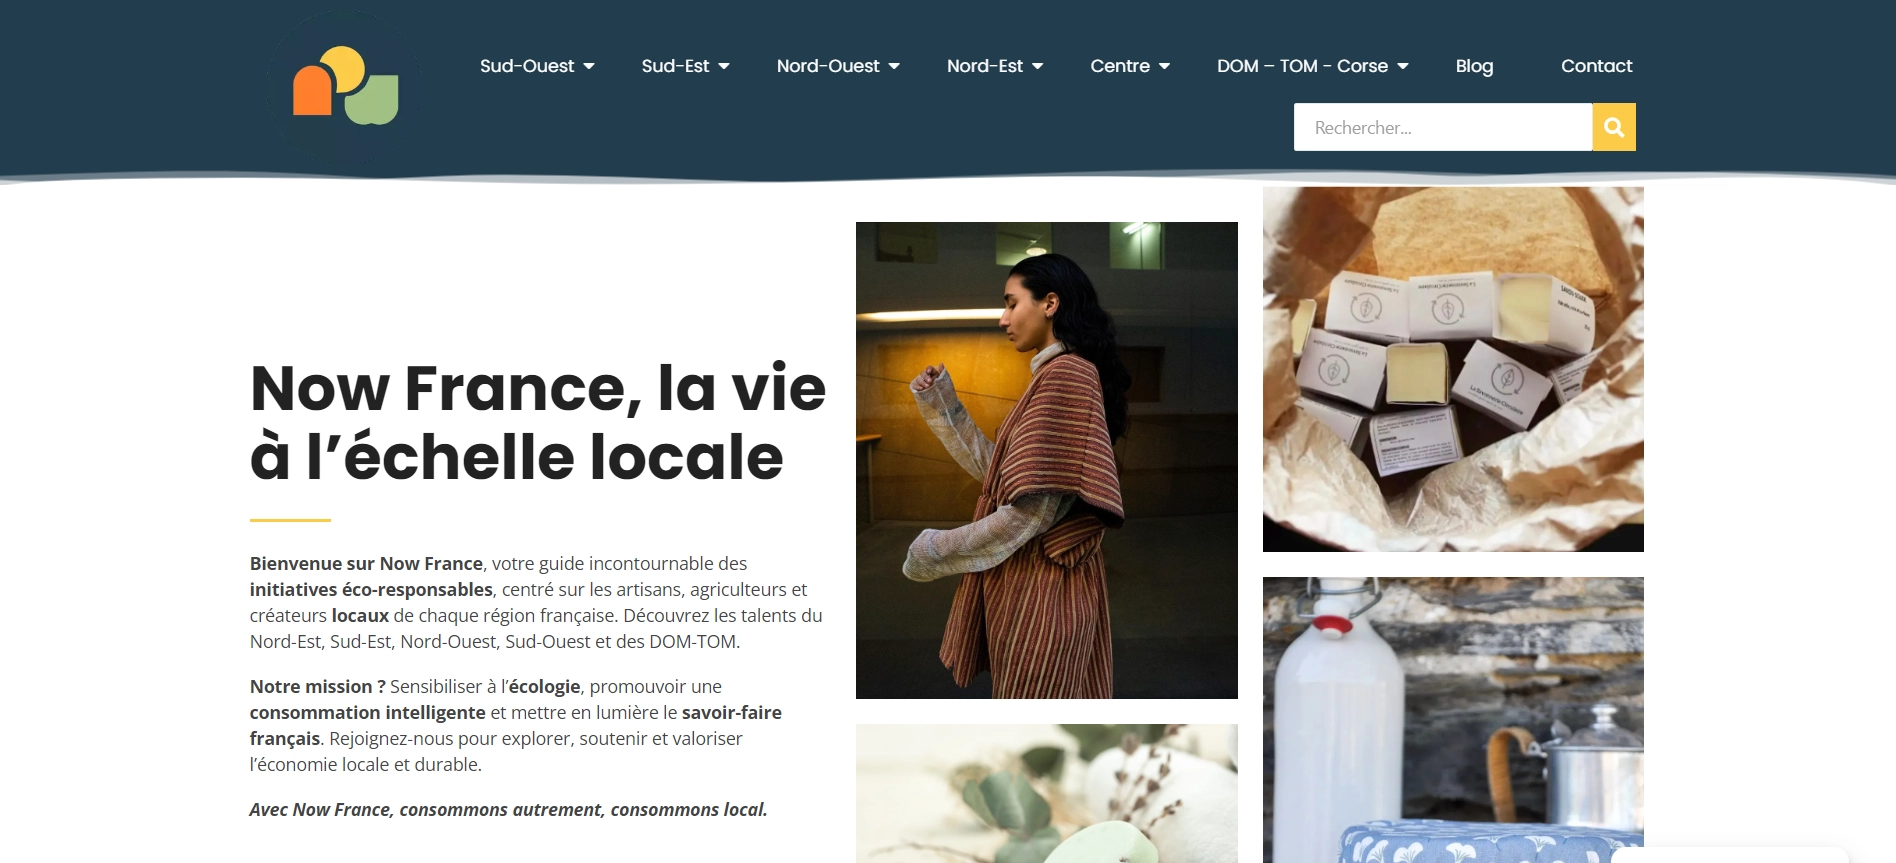 Sud-Ouest Sud-Est Nord-Ouest Nord-Est Centre DOM – TOM - Corse Blog Contact
Rechercher...
Now France, la vie
à l’échelle locale
Bienvenue sur Now France, votre guide incontournable des
initiatives éco-responsables, centré sur les artisans, agriculteurs et
créateurs locaux de chaque région française. Découvrez les talents du
Nord-Est, Sud-Est, Nord-Ouest, Sud-Ouest et des DOM-TOM.
Notre mission ? Sensibiliser à l’écologie, promouvoir une
consommation intelligente et mettre en lumière le savoir-faire
français. Rejoignez-nous pour explorer, soutenir et valoriser
l’économie locale et durable.
Avec Now France, consommons autrement, consommons local.